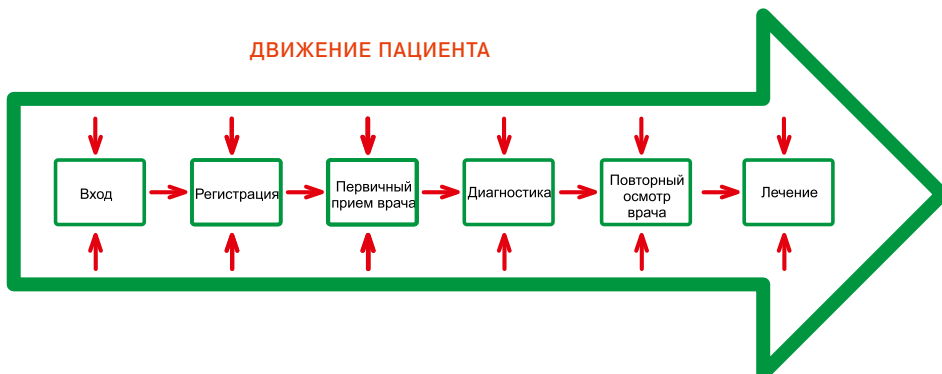 ДВИЖЕНИЕ ПАЦИЕНТА
Вход
Регистрация
Первичный
прием врача
Диагностика
Повторный
осмотр
врача
Лечение